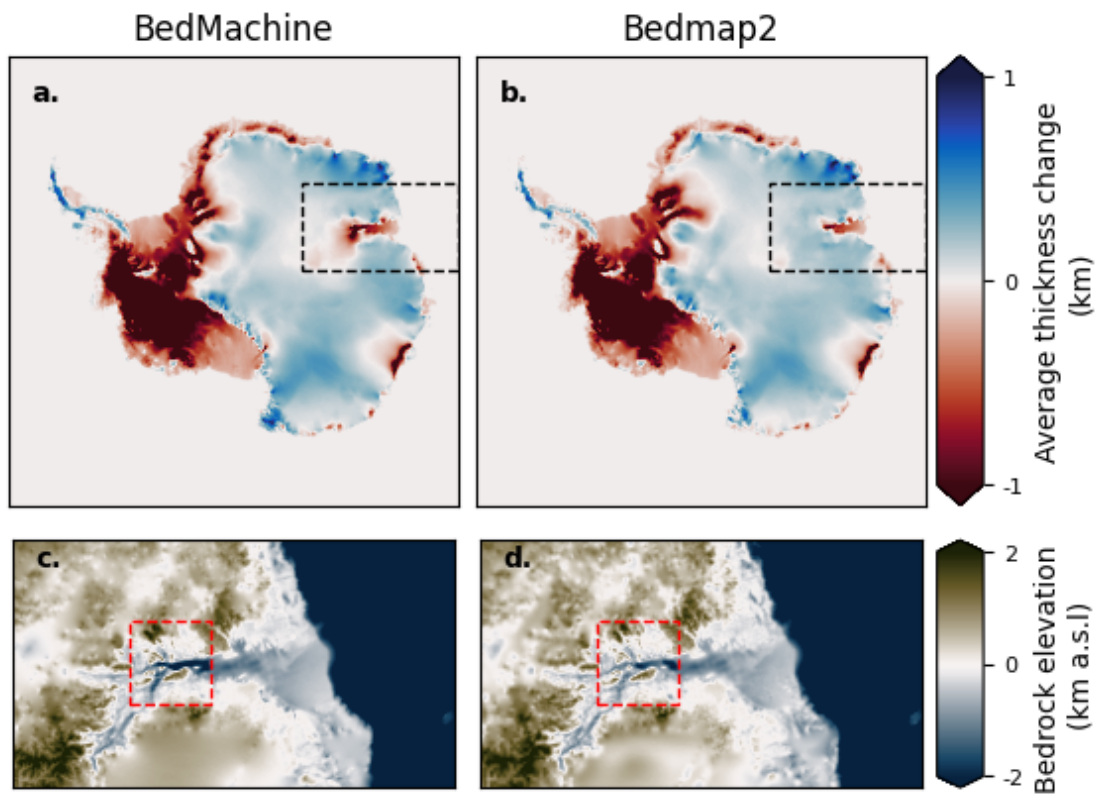 BedMachine
Bedmap2
a.
b.
1
0
-1
Average thickness change
(km)
c.
d.
2
0
-2
Bedrock elevation
(km a.s.l)